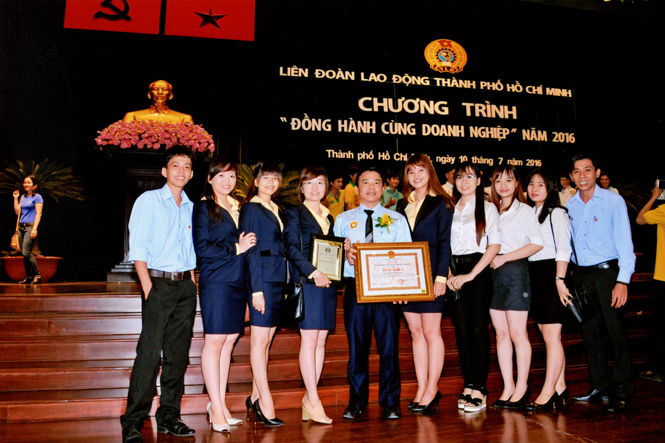 LIÊN ĐOÀN LAO ĐỘNG THÀNH PHỐ HỒ CHÍ MINH
CHƯƠNG TRÌNH
"ĐỒNG HÀNH CÙNG DOANH NGHIỆP" NĂM 2016
Thành phố Hồ Chí ngày 10 tháng 7 năm 2016